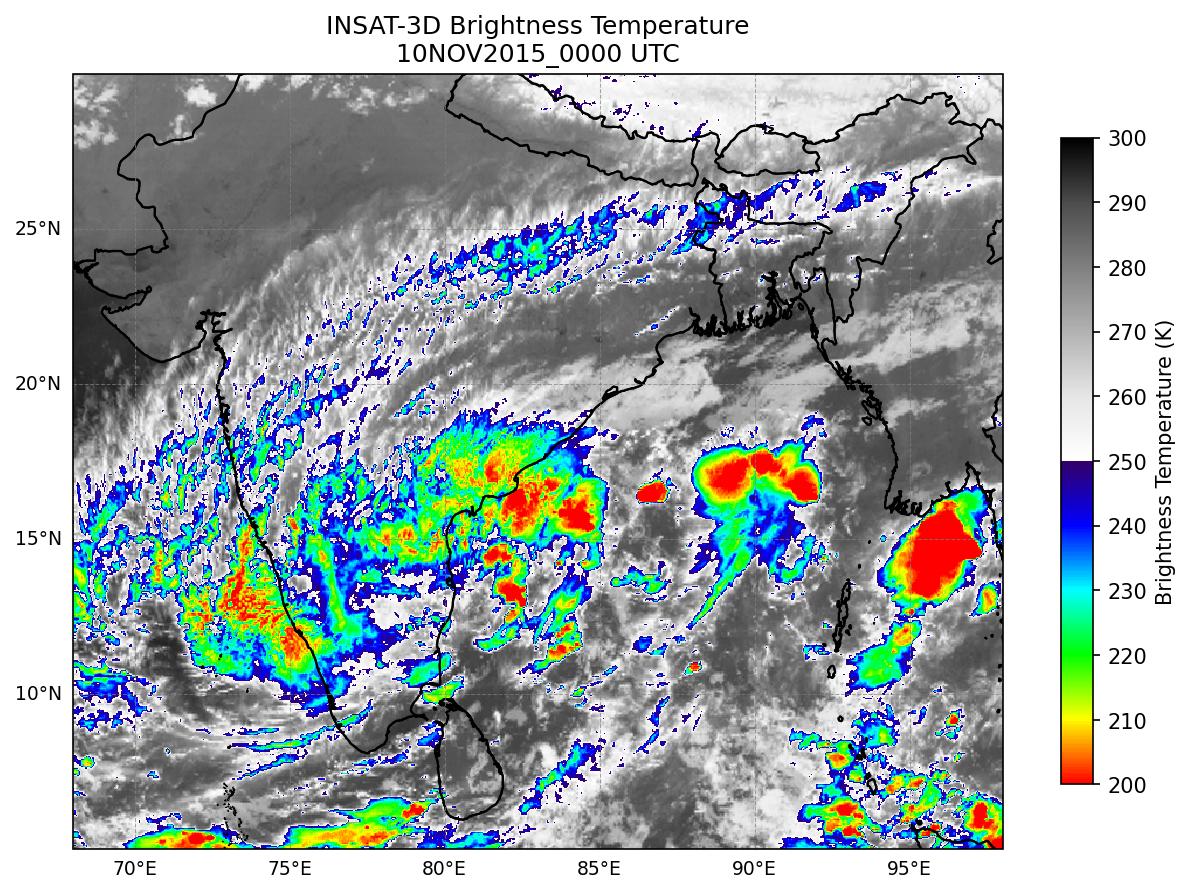 INSAT-3D Brightness Temperature
10NOV2015_0000 UTC
25°N
20°N
15°N
10°N
70°E
75°E
80°E
85°E
90°E
95°E
300
290
280
270
260
250
240
230
220
210
200
Brightness Temperature (K)